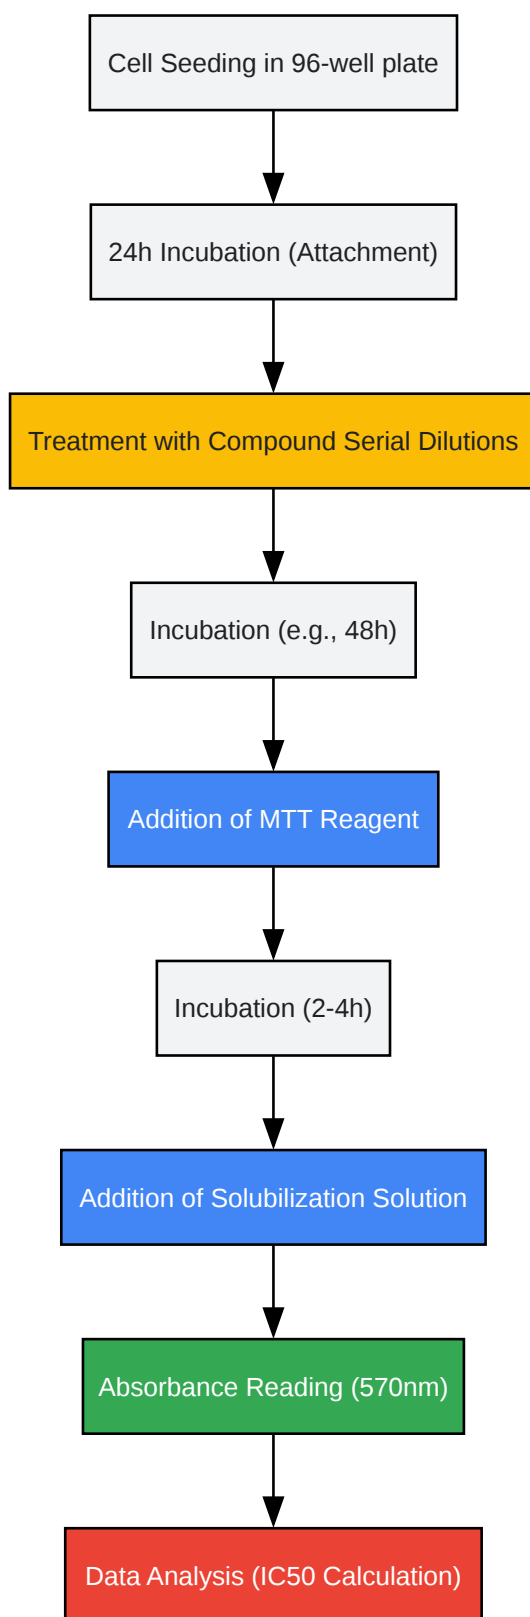 Cell Seeding in 96-well plate
24h Incubation (Attachment)
Treatment with Compound Serial Dilutions
Incubation (e.g., 48h)
Addition of MTT Reagent
Incubation (2-4h)
Addition of Solubilization Solution
Absorbance Reading (570nm)
Data Analysis (IC50 Calculation)